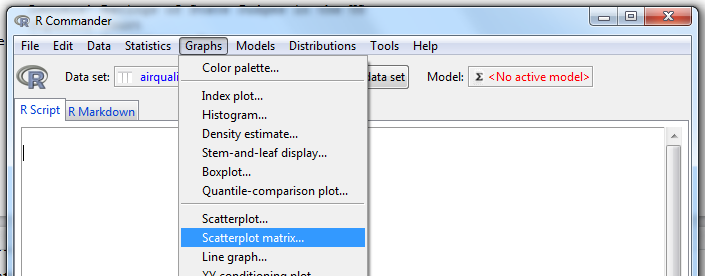 R Commander
File Edit Data Statistics Graphs Models Distributions Tools Help
R Data set: airquali data set Model: Σ <No active model>
R Script R Markdown
Color palette...
Index plot...
Histogram...
Density estimate...
Stem-and-leaf display...
Boxplot...
Quantile-comparison plot...
Scatterplot...
Scatterplot matrix...
Line graph...
XY conditioning plot